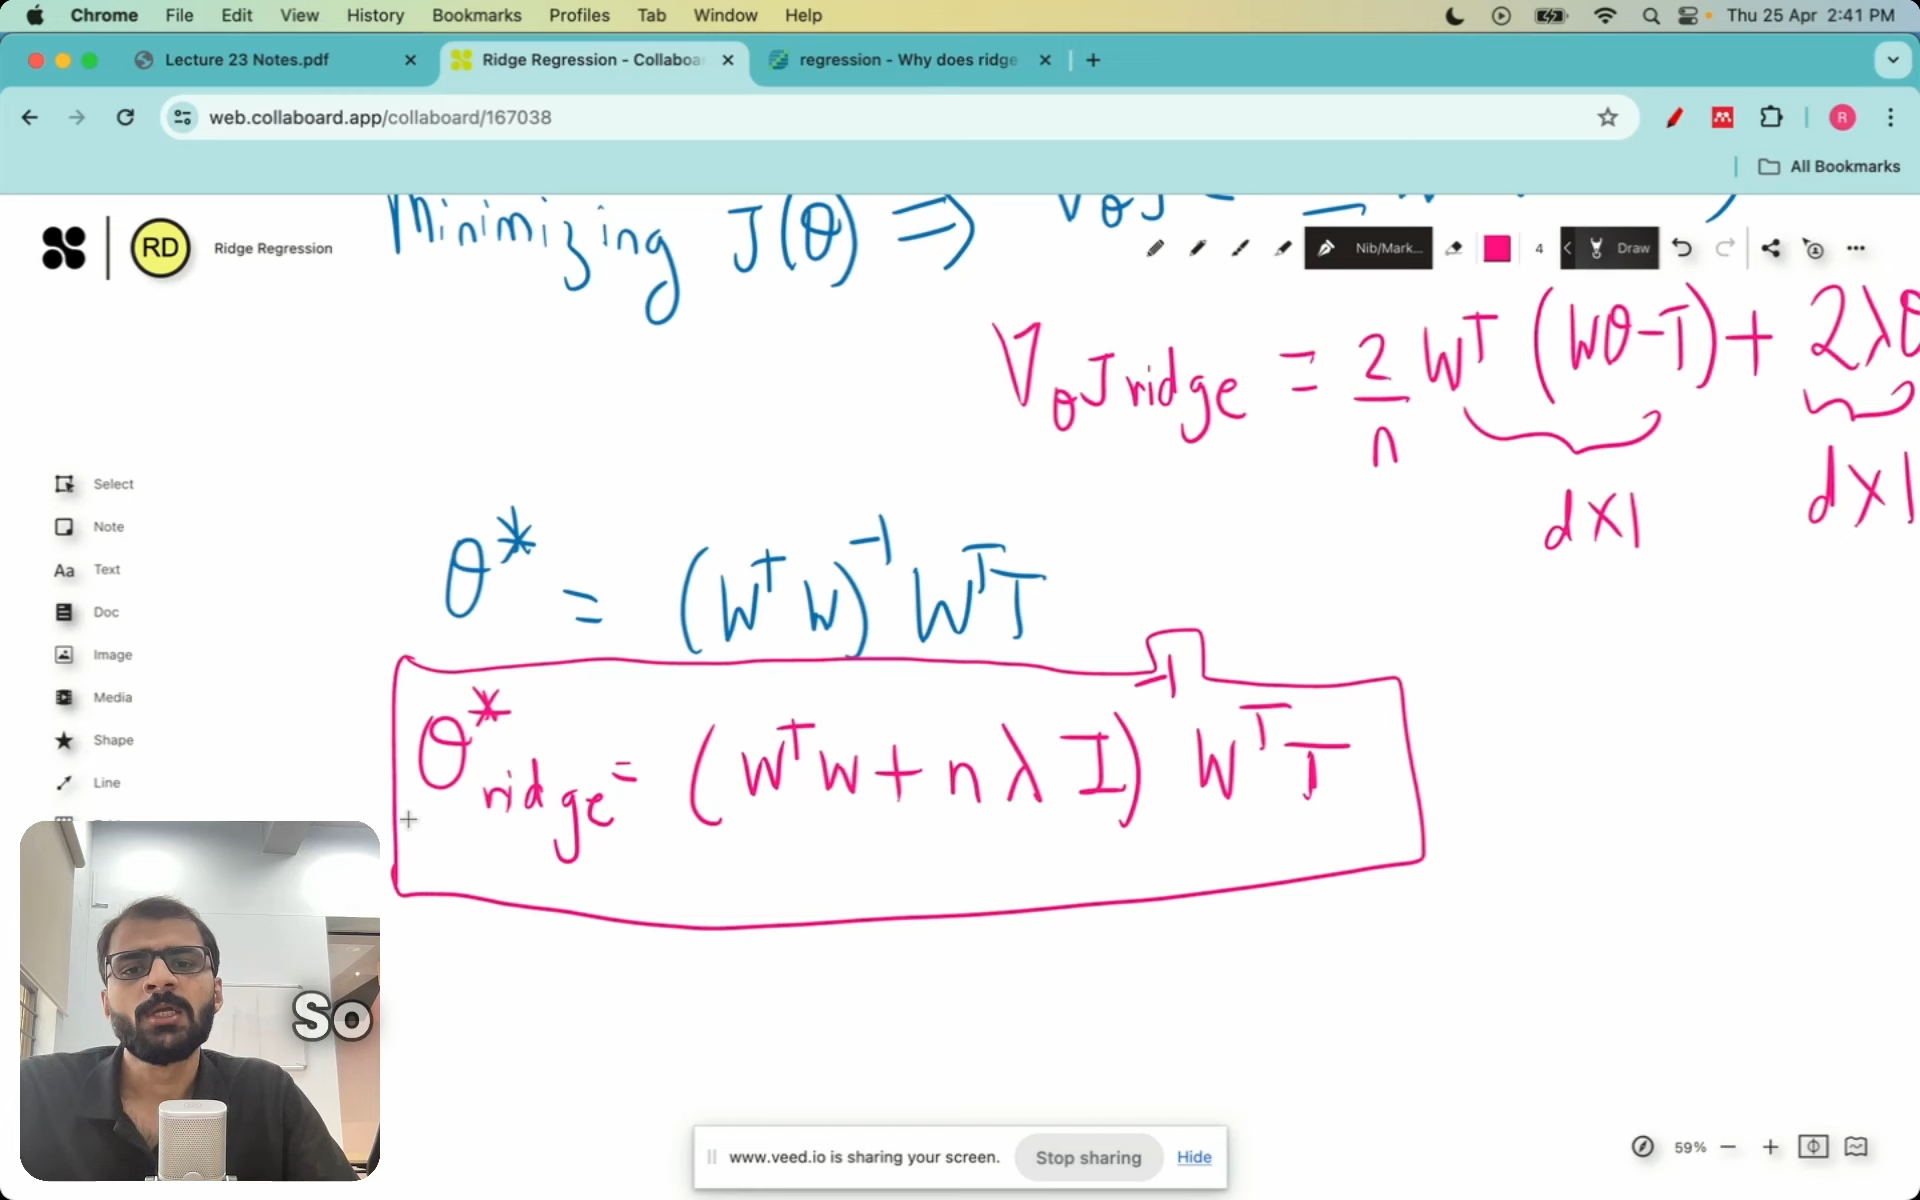 Chrome File Edit View History Bookmarks Profiles Tab Window Help Thu 25 Apr 2:41 PM
Lecture 23 Notes.pdf Ridge Regression - Collaboa regression - Why does ridge
web.collaboard.app/collaboard/167038 R
All Bookmarks
Minimizing J(θ) ⇒ ∇θJ =
RD Ridge Regression Nib/Mark... 4 Draw
∇θJridge = 2/n Wᵀ (Wθ-T) + 2λθ
d×1 d×1
Select
Note
Text
Doc
Image
Media
Shape
Line
θ* = (WᵀW)⁻¹ WᵀT
θ*ridge = (WᵀW + nλI)⁻¹ WᵀT
So
www.veed.io is sharing your screen. Stop sharing Hide
59%